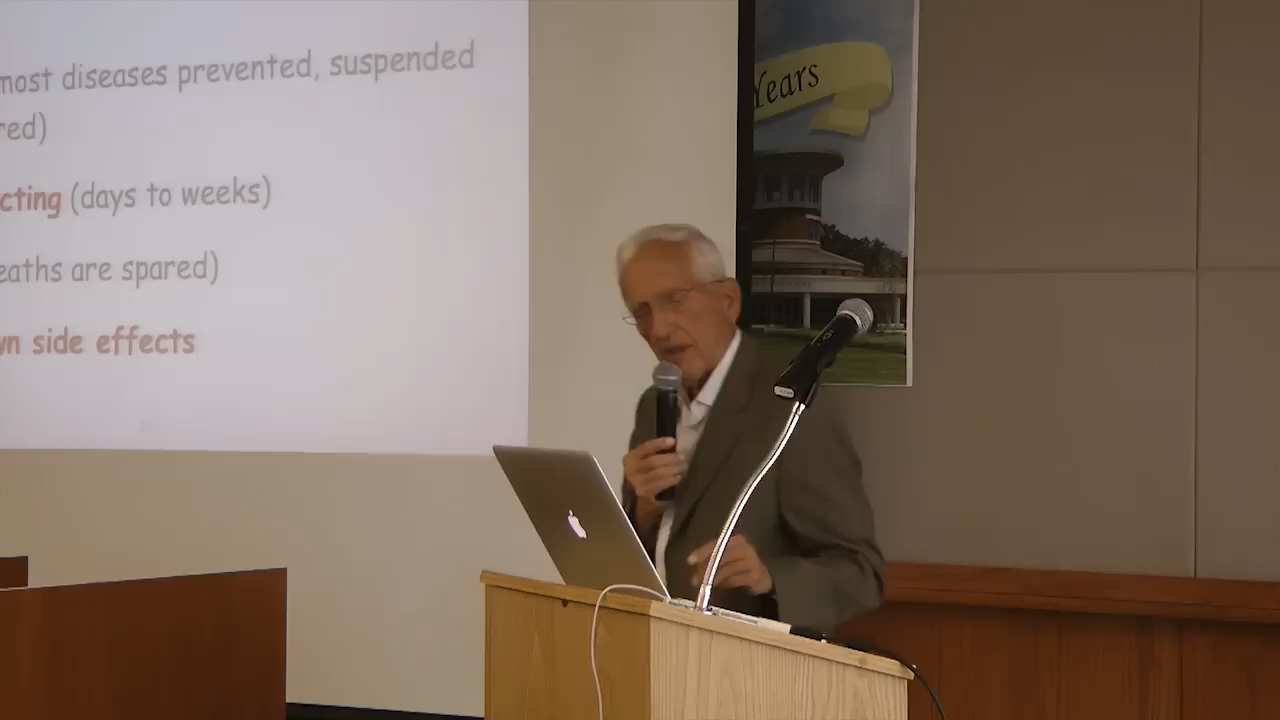 most diseases prevented, suspended
red)
cting (days to weeks)
eaths are spared)
wn side effects
Years